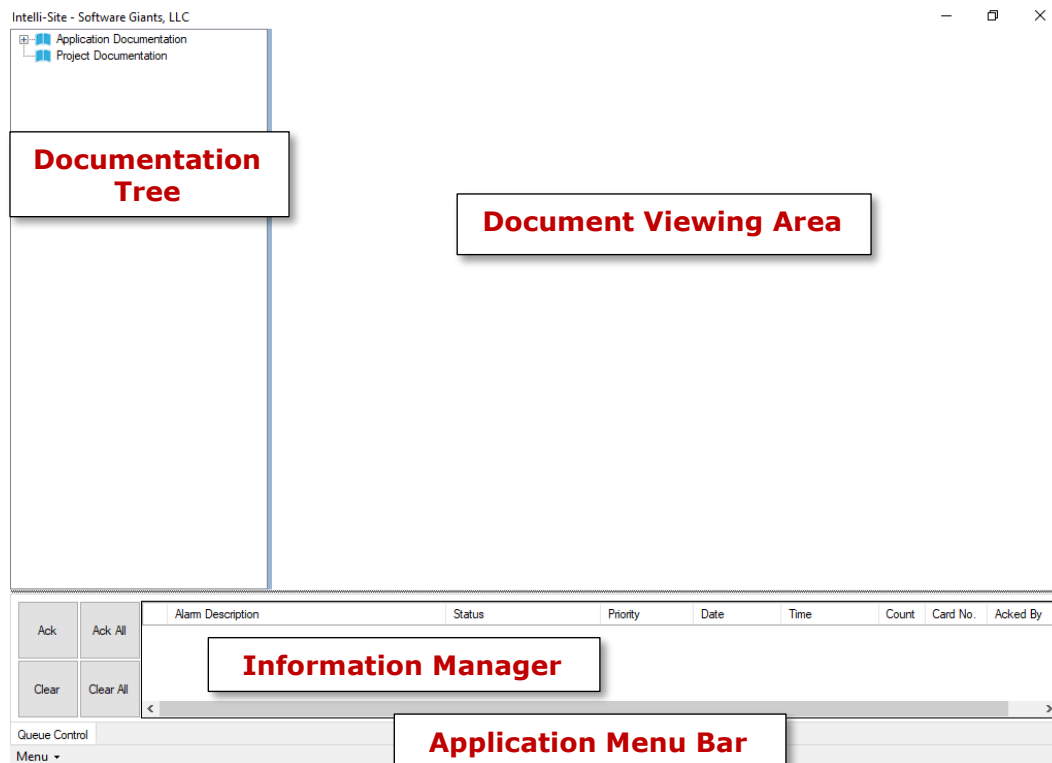 Intelli-Site - Software Giants, LLC
Application Documentation
Project Documentation
Documentation
Tree
Document Viewing Area
Alarm Description Status Priority Date Time Count Card No. Acked By
Ack Ack All
Information Manager
Clear Clear All
Queue Control
Application Menu Bar
Menu